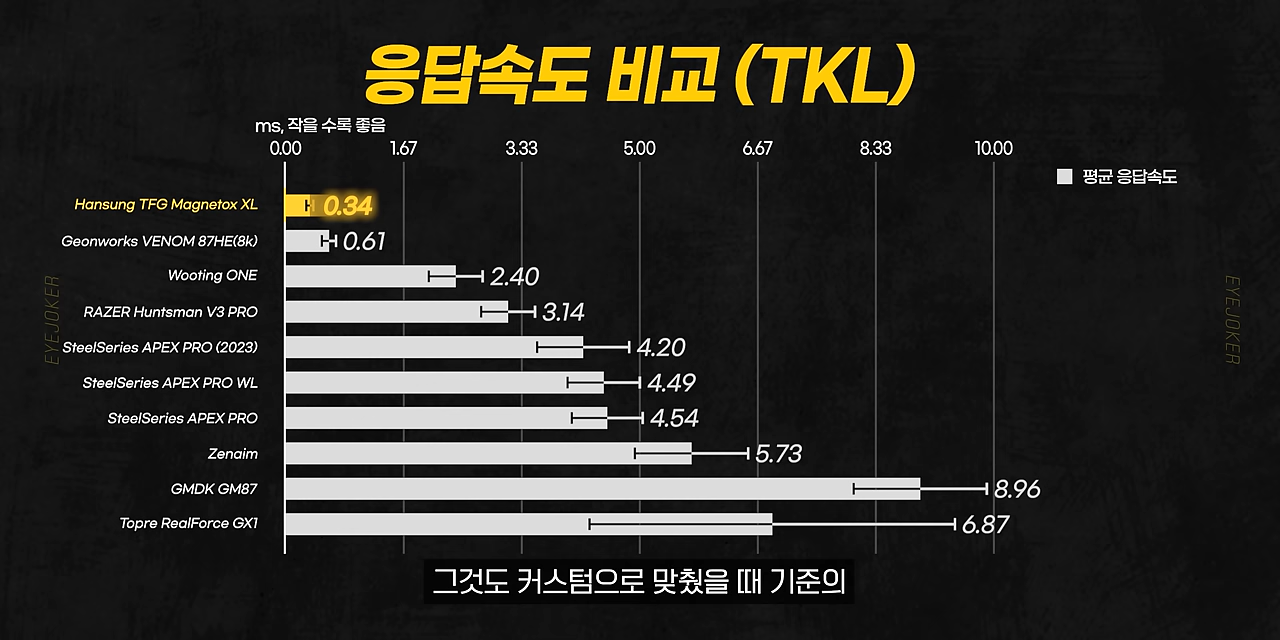 응답속도 비교 (TKL)
ms, 작을 수록 좋음
0.00 1.67 3.33 5.00 6.67 8.33 10.00
평균 응답속도
Hansung TFG Magnetox XL 0.34
Geonworks VENOM 87HE(8k) 0.61
Wooting ONE 2.40
RAZER Huntsman V3 PRO 3.14
SteelSeries APEX PRO (2023) 4.20
SteelSeries APEX PRO WL 4.49
SteelSeries APEX PRO 4.54
Zenaim 5.73
GMDK GM87 8.96
Topre RealForce GX1 6.87
EYEJOKER
EYEJOKER
그것도 커스텀으로 맞췄을 때 기준의